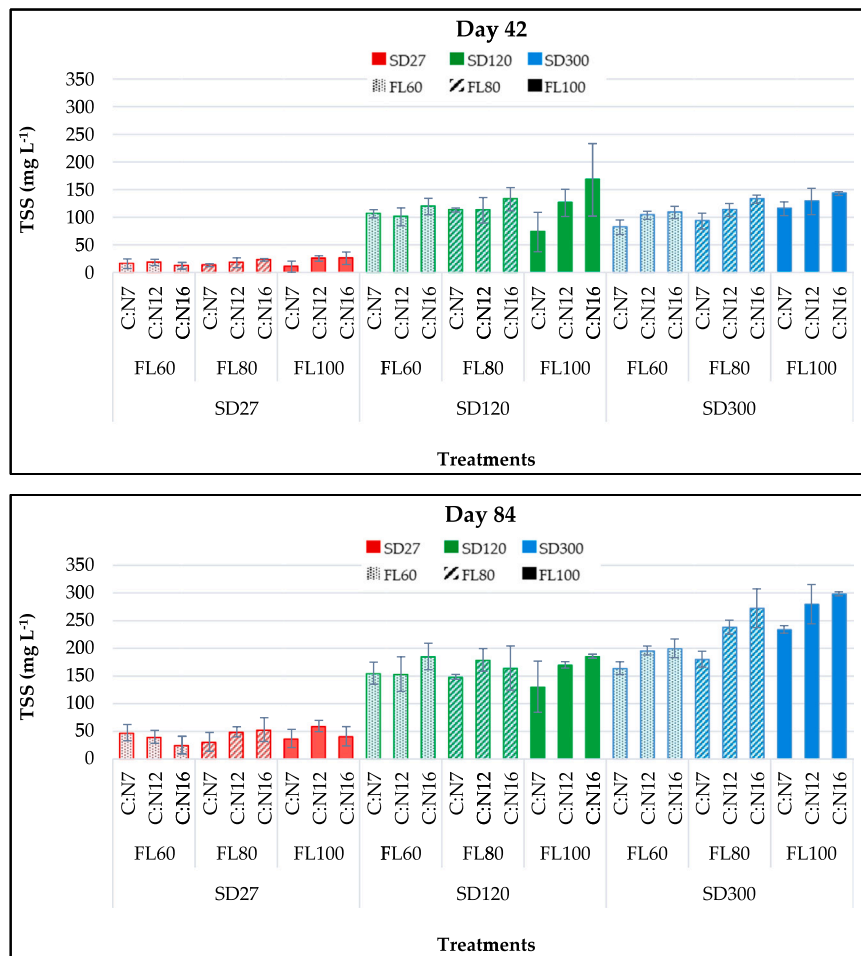 Day 42
SD27 SD120 SD300
FL60 FL80 FL100
350
300
250
200
150
100
50
0
TSS (mg L⁻¹)
C:N7 C:N12 C:N16 C:N7 C:N12 C:N16 C:N7 C:N12 C:N16 C:N7 C:N12 C:N16 C:N7 C:N12 C:N16 C:N7 C:N12 C:N16 C:N7 C:N12 C:N16 C:N7 C:N12 C:N16 C:N7 C:N12 C:N16
FL60 FL80 FL100 FL60 FL80 FL100 FL60 FL80 FL100
SD27 SD120 SD300
Treatments
Day 84
SD27 SD120 SD300
FL60 FL80 FL100
350
300
250
200
150
100
50
0
TSS (mg L⁻¹)
C:N7 C:N12 C:N16 C:N7 C:N12 C:N16 C:N7 C:N12 C:N16 C:N7 C:N12 C:N16 C:N7 C:N12 C:N16 C:N7 C:N12 C:N16 C:N7 C:N12 C:N16 C:N7 C:N12 C:N16 C:N7 C:N12 C:N16
FL60 FL80 FL100 FL60 FL80 FL100 FL60 FL80 FL100
SD27 SD120 SD300
Treatments